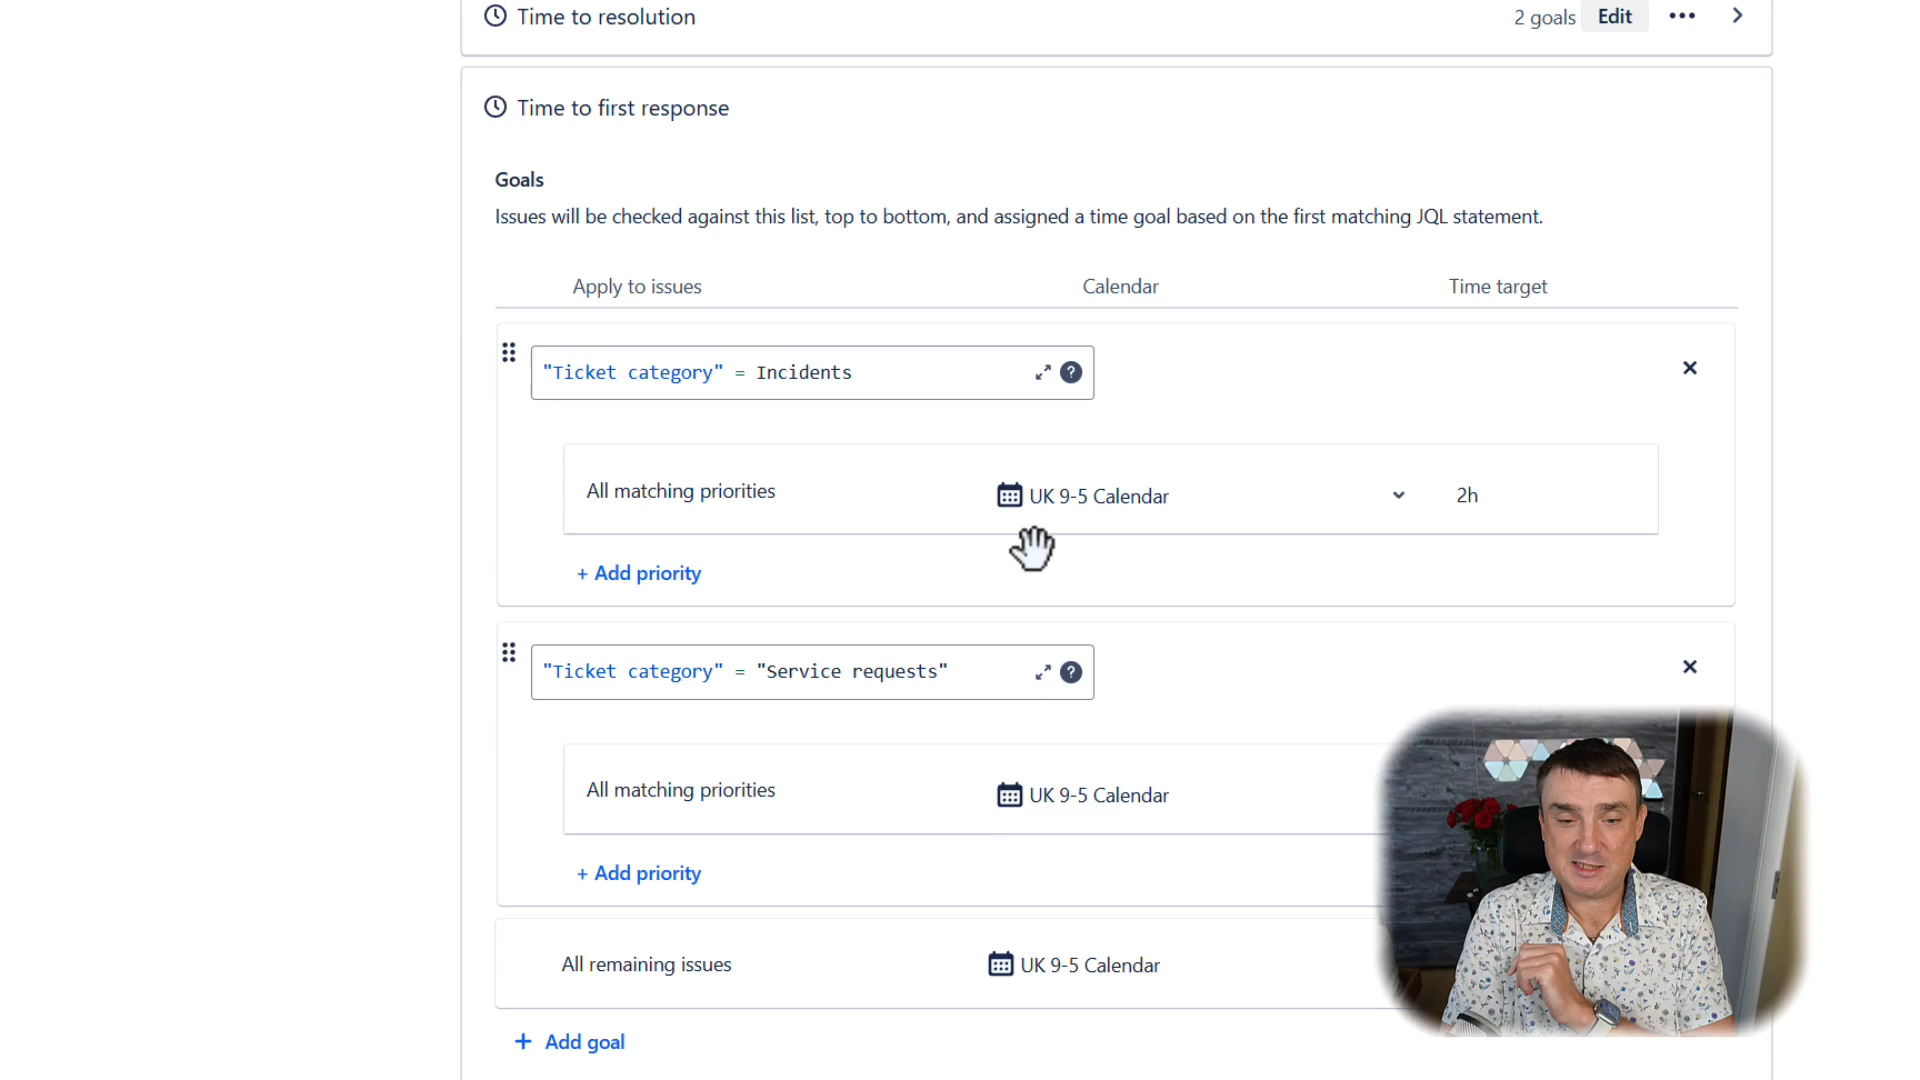 Time to resolution
2 goals Edit
Time to first response
Goals
Issues will be checked against this list, top to bottom, and assigned a time goal based on the first matching JQL statement.
Apply to issues Calendar Time target
"Ticket category" = Incidents
All matching priorities UK 9-5 Calendar 2h
+ Add priority
"Ticket category" = "Service requests"
All matching priorities UK 9-5 Calendar
+ Add priority
All remaining issues UK 9-5 Calendar
+ Add goal